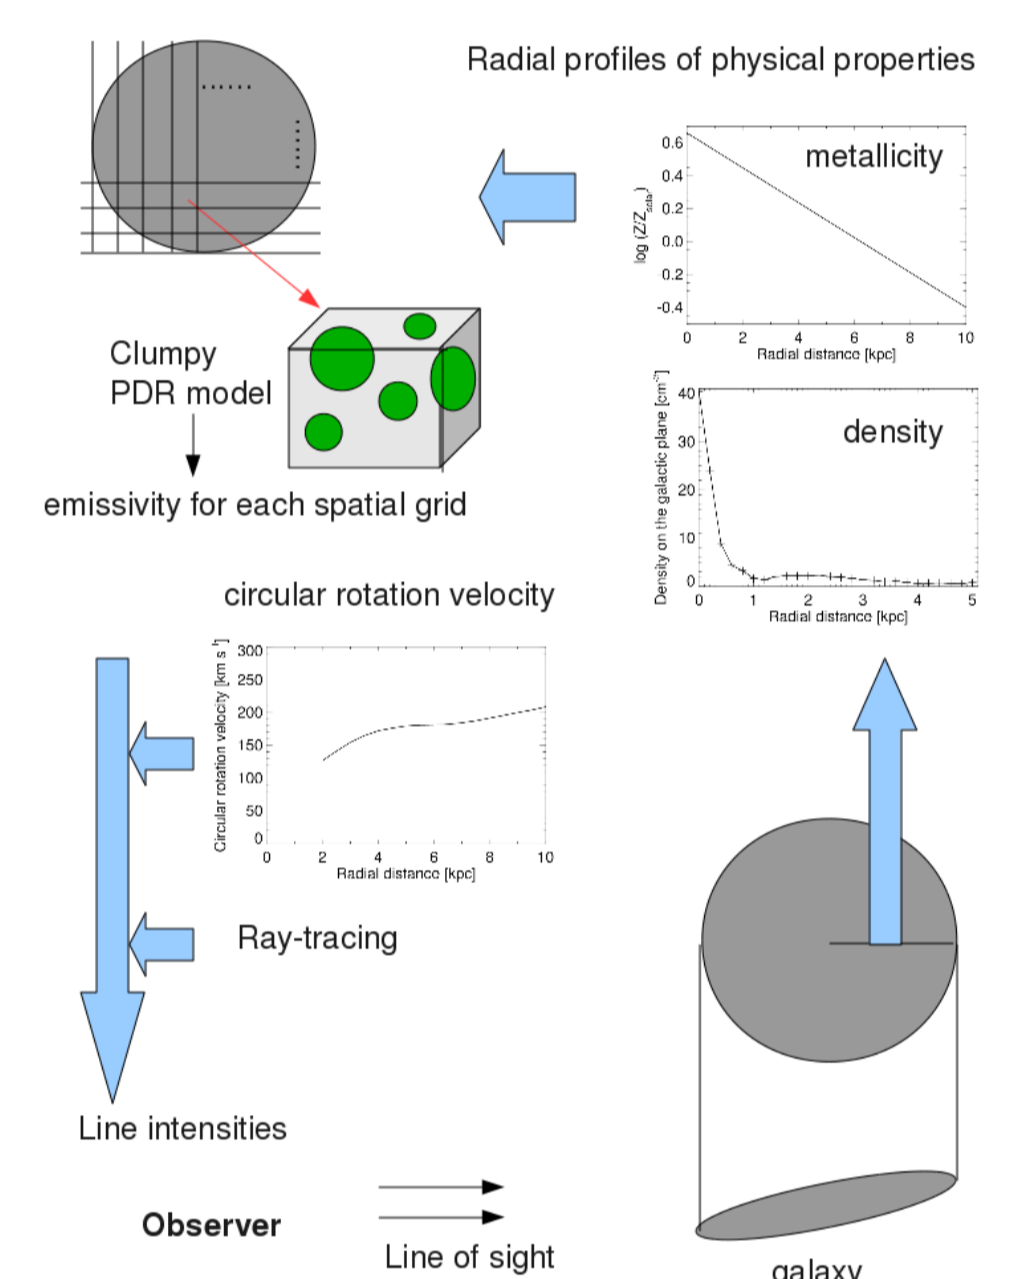 Radial profiles of physical properties
metallicity
log (Z/Z_solar)
0.6
0.4
0.2
0.0
0.2
-0.4
0 2 4 6 8 10
Radial distance [kpc]
Clumpy
PDR model
emissivity for each spatial grid
density
Density on the galactic plane [cm⁻³]
40
30
20
10
0
0 1 2 3 4 5
Radial distance [kpc]
circular rotation velocity
Circular rotation velocity [km s⁻¹]
300
250
200
150
100
50
0
0 2 4 6 8 10
Radial distance [kpc]
Ray-tracing
Line intensities
Observer
Line of sight
galaxy